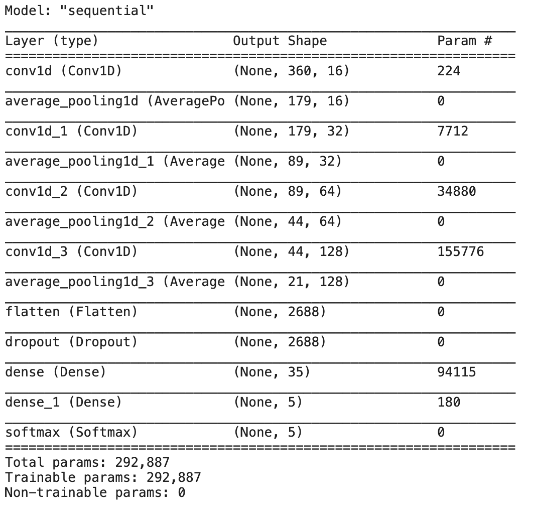 Model: "sequential"
Layer (type) Output Shape Param #
conv1d (Conv1D) (None, 360, 16) 224
average_pooling1d (AveragePo (None, 179, 16) 0
conv1d_1 (Conv1D) (None, 179, 32) 7712
average_pooling1d_1 (Average (None, 89, 32) 0
conv1d_2 (Conv1D) (None, 89, 64) 34880
average_pooling1d_2 (Average (None, 44, 64) 0
conv1d_3 (Conv1D) (None, 44, 128) 155776
average_pooling1d_3 (Average (None, 21, 128) 0
flatten (Flatten) (None, 2688) 0
dropout (Dropout) (None, 2688) 0
dense (Dense) (None, 35) 94115
dense_1 (Dense) (None, 5) 180
softmax (Softmax) (None, 5) 0
Total params: 292,887
Trainable params: 292,887
Non-trainable params: 0